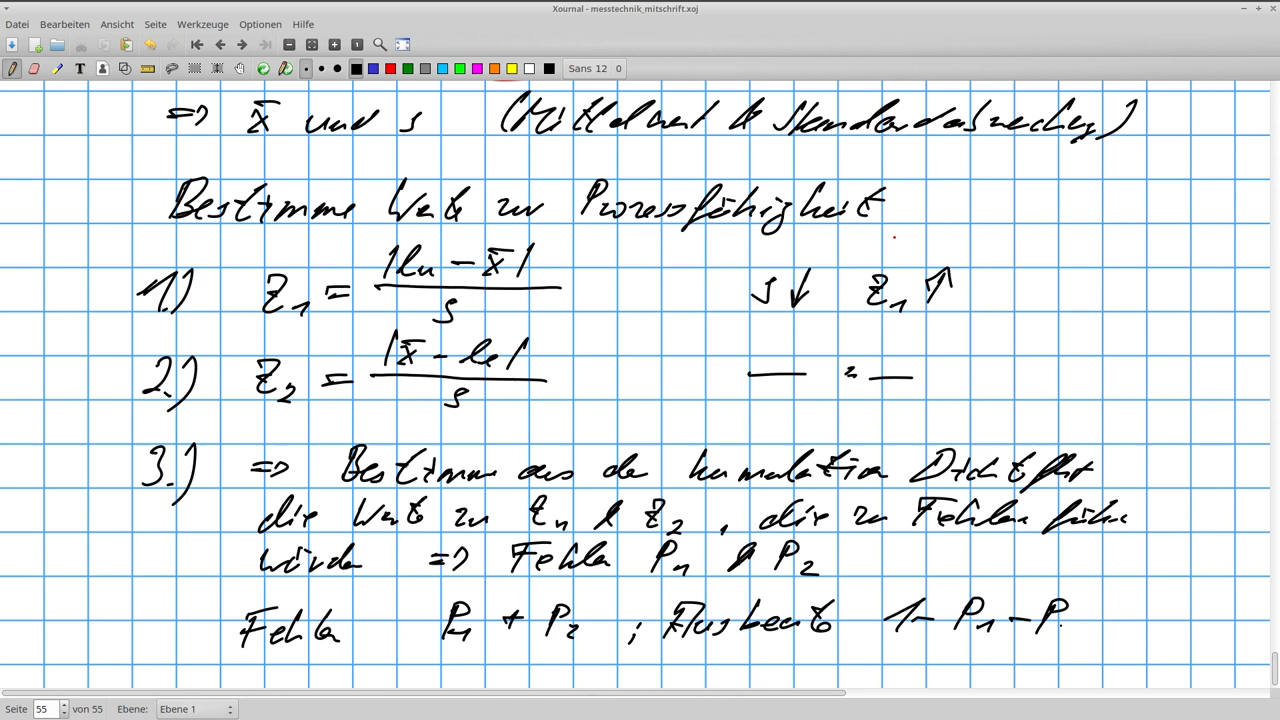 Xournal - messtechnik_mitschrift.xoj
Datei Bearbeiten Ansicht Seite Werkzeuge Optionen Hilfe
Sans 12 0
=> x̄ und s (Mittelwert & Standardabweichung)
Bestimme Werte zur Prozessfähigkeit
1.) Z₁ = |lu - x̄| / s s ↓ Z₁ ↑
2.) Z₂ = |x̄ - lo| / s — " —
3.) => Bestimme aus der kumulativen Dichtefkt
die Werte zu Z₁ & Z₂, die zu Fehlern führen
würden => Fehler P₁ & P₂
Fehler P₁ + P₂ ; Ausbeute 1 - P₁ - P
Seite 55 von 55 Ebene: Ebene 1